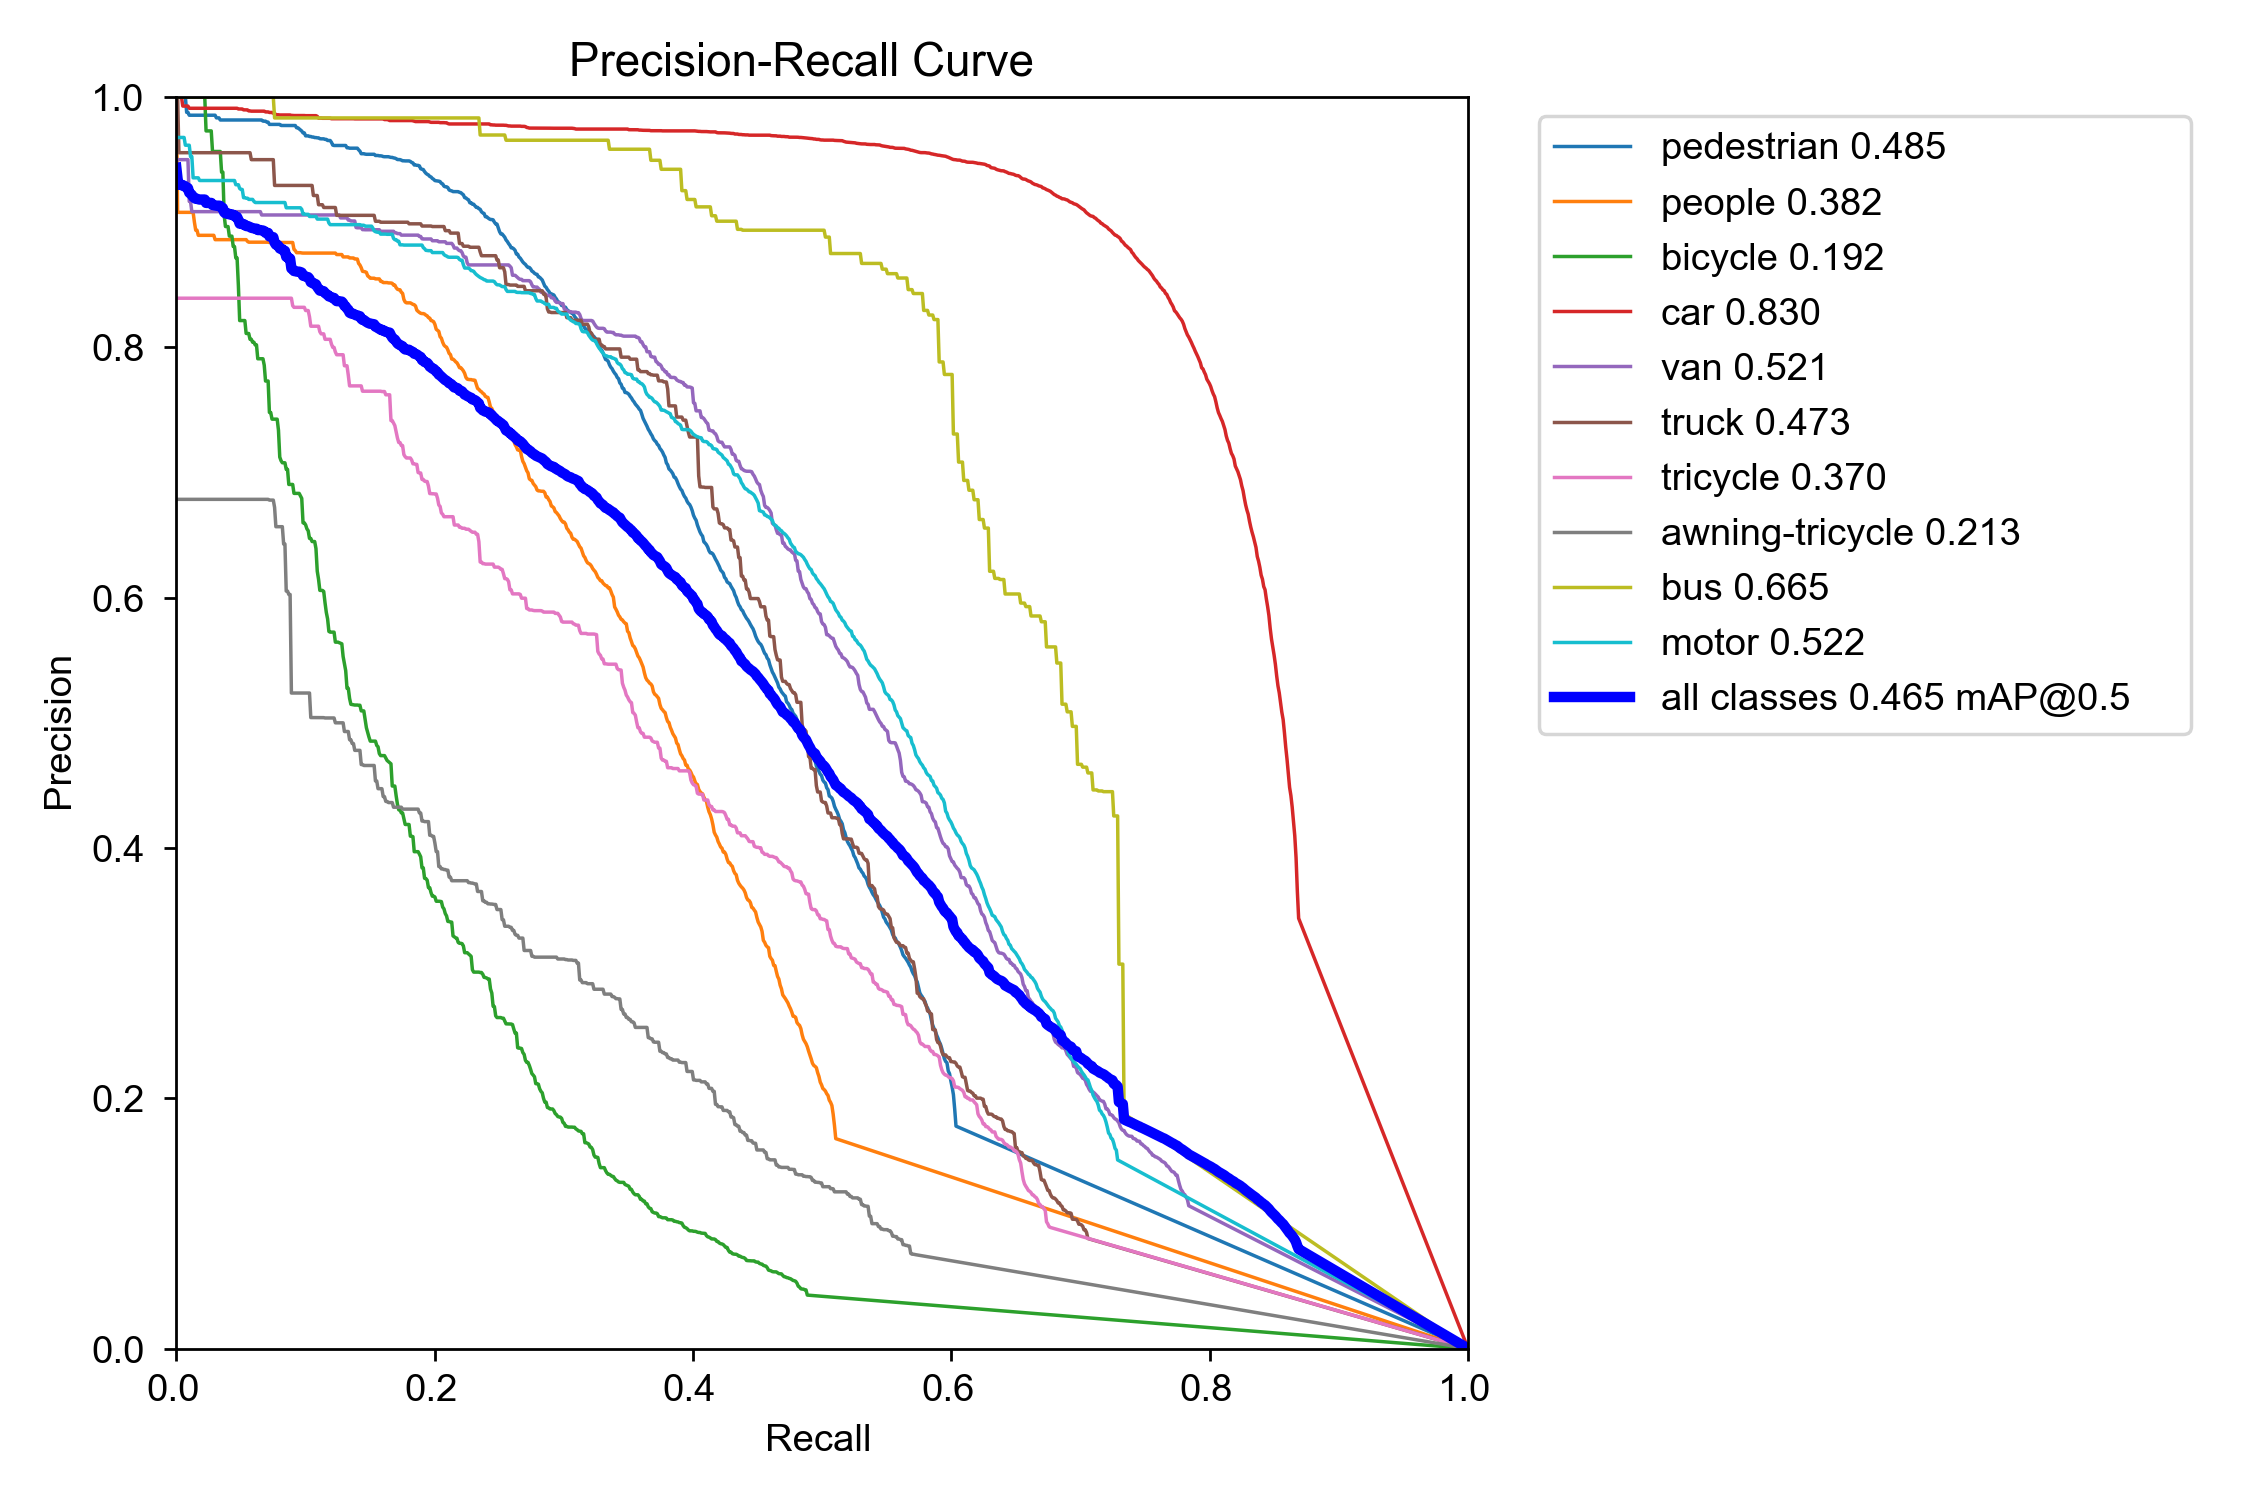 Precision-Recall Curve
1.0
0.8
0.6
0.4
0.2
0.0
Precision
0.0 0.2 0.4 0.6 0.8 1.0
Recall
pedestrian 0.485
people 0.382
bicycle 0.192
car 0.830
van 0.521
truck 0.473
tricycle 0.370
awning-tricycle 0.213
bus 0.665
motor 0.522
all classes 0.465 mAP@0.5